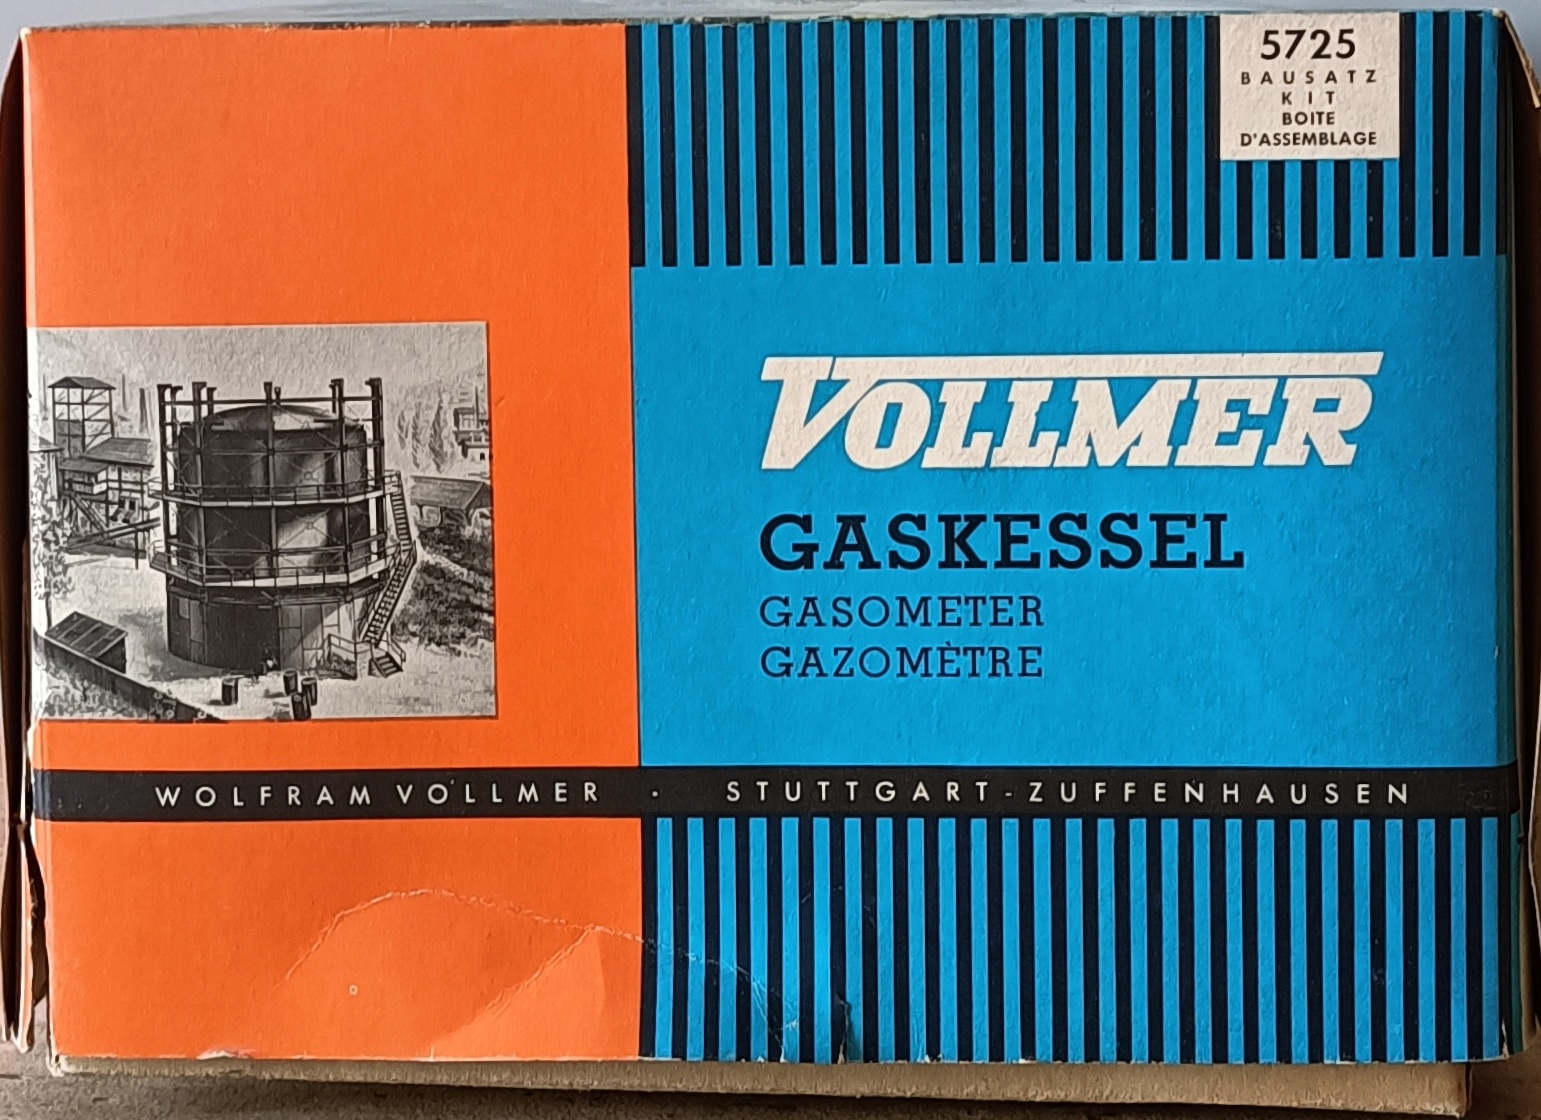 5725
BAUSATZ
KIT
BOITE
D'ASSEMBLAGE
VOLLMER
GASKESSEL
GASOMETER
GAZOMÈTRE
WOLFRAM VOLLMER · STUTTGART-ZUFFENHAUSEN